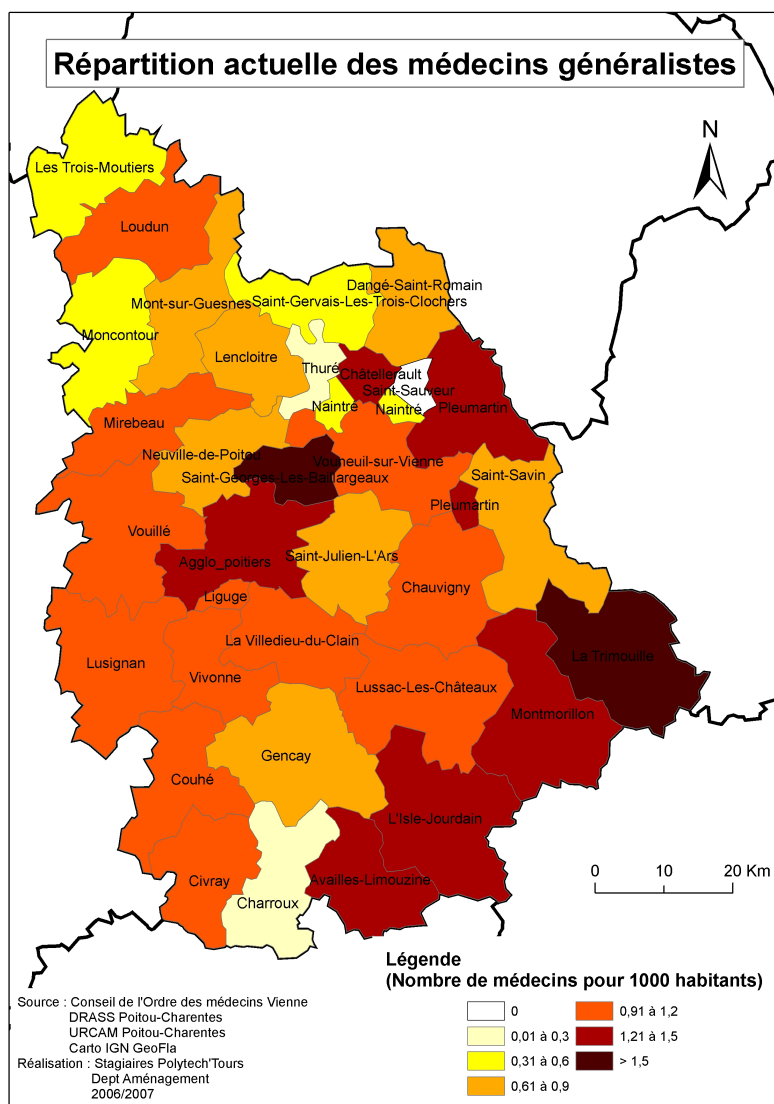 Répartition actuelle des médecins généralistes
N
Les Trois-Moutiers
Loudun
Dangé-Saint-Romain
Mont-sur-Guesnes
Saint-Gervais-Les-Trois-Clochers
Moncontour
Lencloitre
Thuré
Châtellerault
Saint-Sauveur
Naintré
Naintré
Pleumartin
Mirebeau
Neuville-de-Poitou
Vouneuil-sur-Vienne
Saint-Georges-Les-Baillargeaux
Saint-Savin
Pleumartin
Vouillé
Agglo_poitiers
Saint-Julien-L'Ars
Chauvigny
Liguge
La Villedieu-du-Clain
La Trimouille
Lusignan
Vivonne
Lussac-Les-Châteaux
Montmorillon
Gencay
Couhé
L'Isle-Jourdain
Civray
Availles-Limouzine
Charroux
0 20 Km
Légende
(Nombre de médecins pour 1000 habitants)
0
0,01 à 0,3
0,31 à 0,6
0,61 à 0,9
0,91 à 1,2
1,21 à 1,5
> 1,5
Source : Conseil de l'Ordre des médecins Vienne
DRASS Poitou-Charentes
URCAM Poitou-Charentes
Carto IGN GeoFla
Réalisation : Stagiaires Polytech'Tours
Dept Aménagement
2006/2007